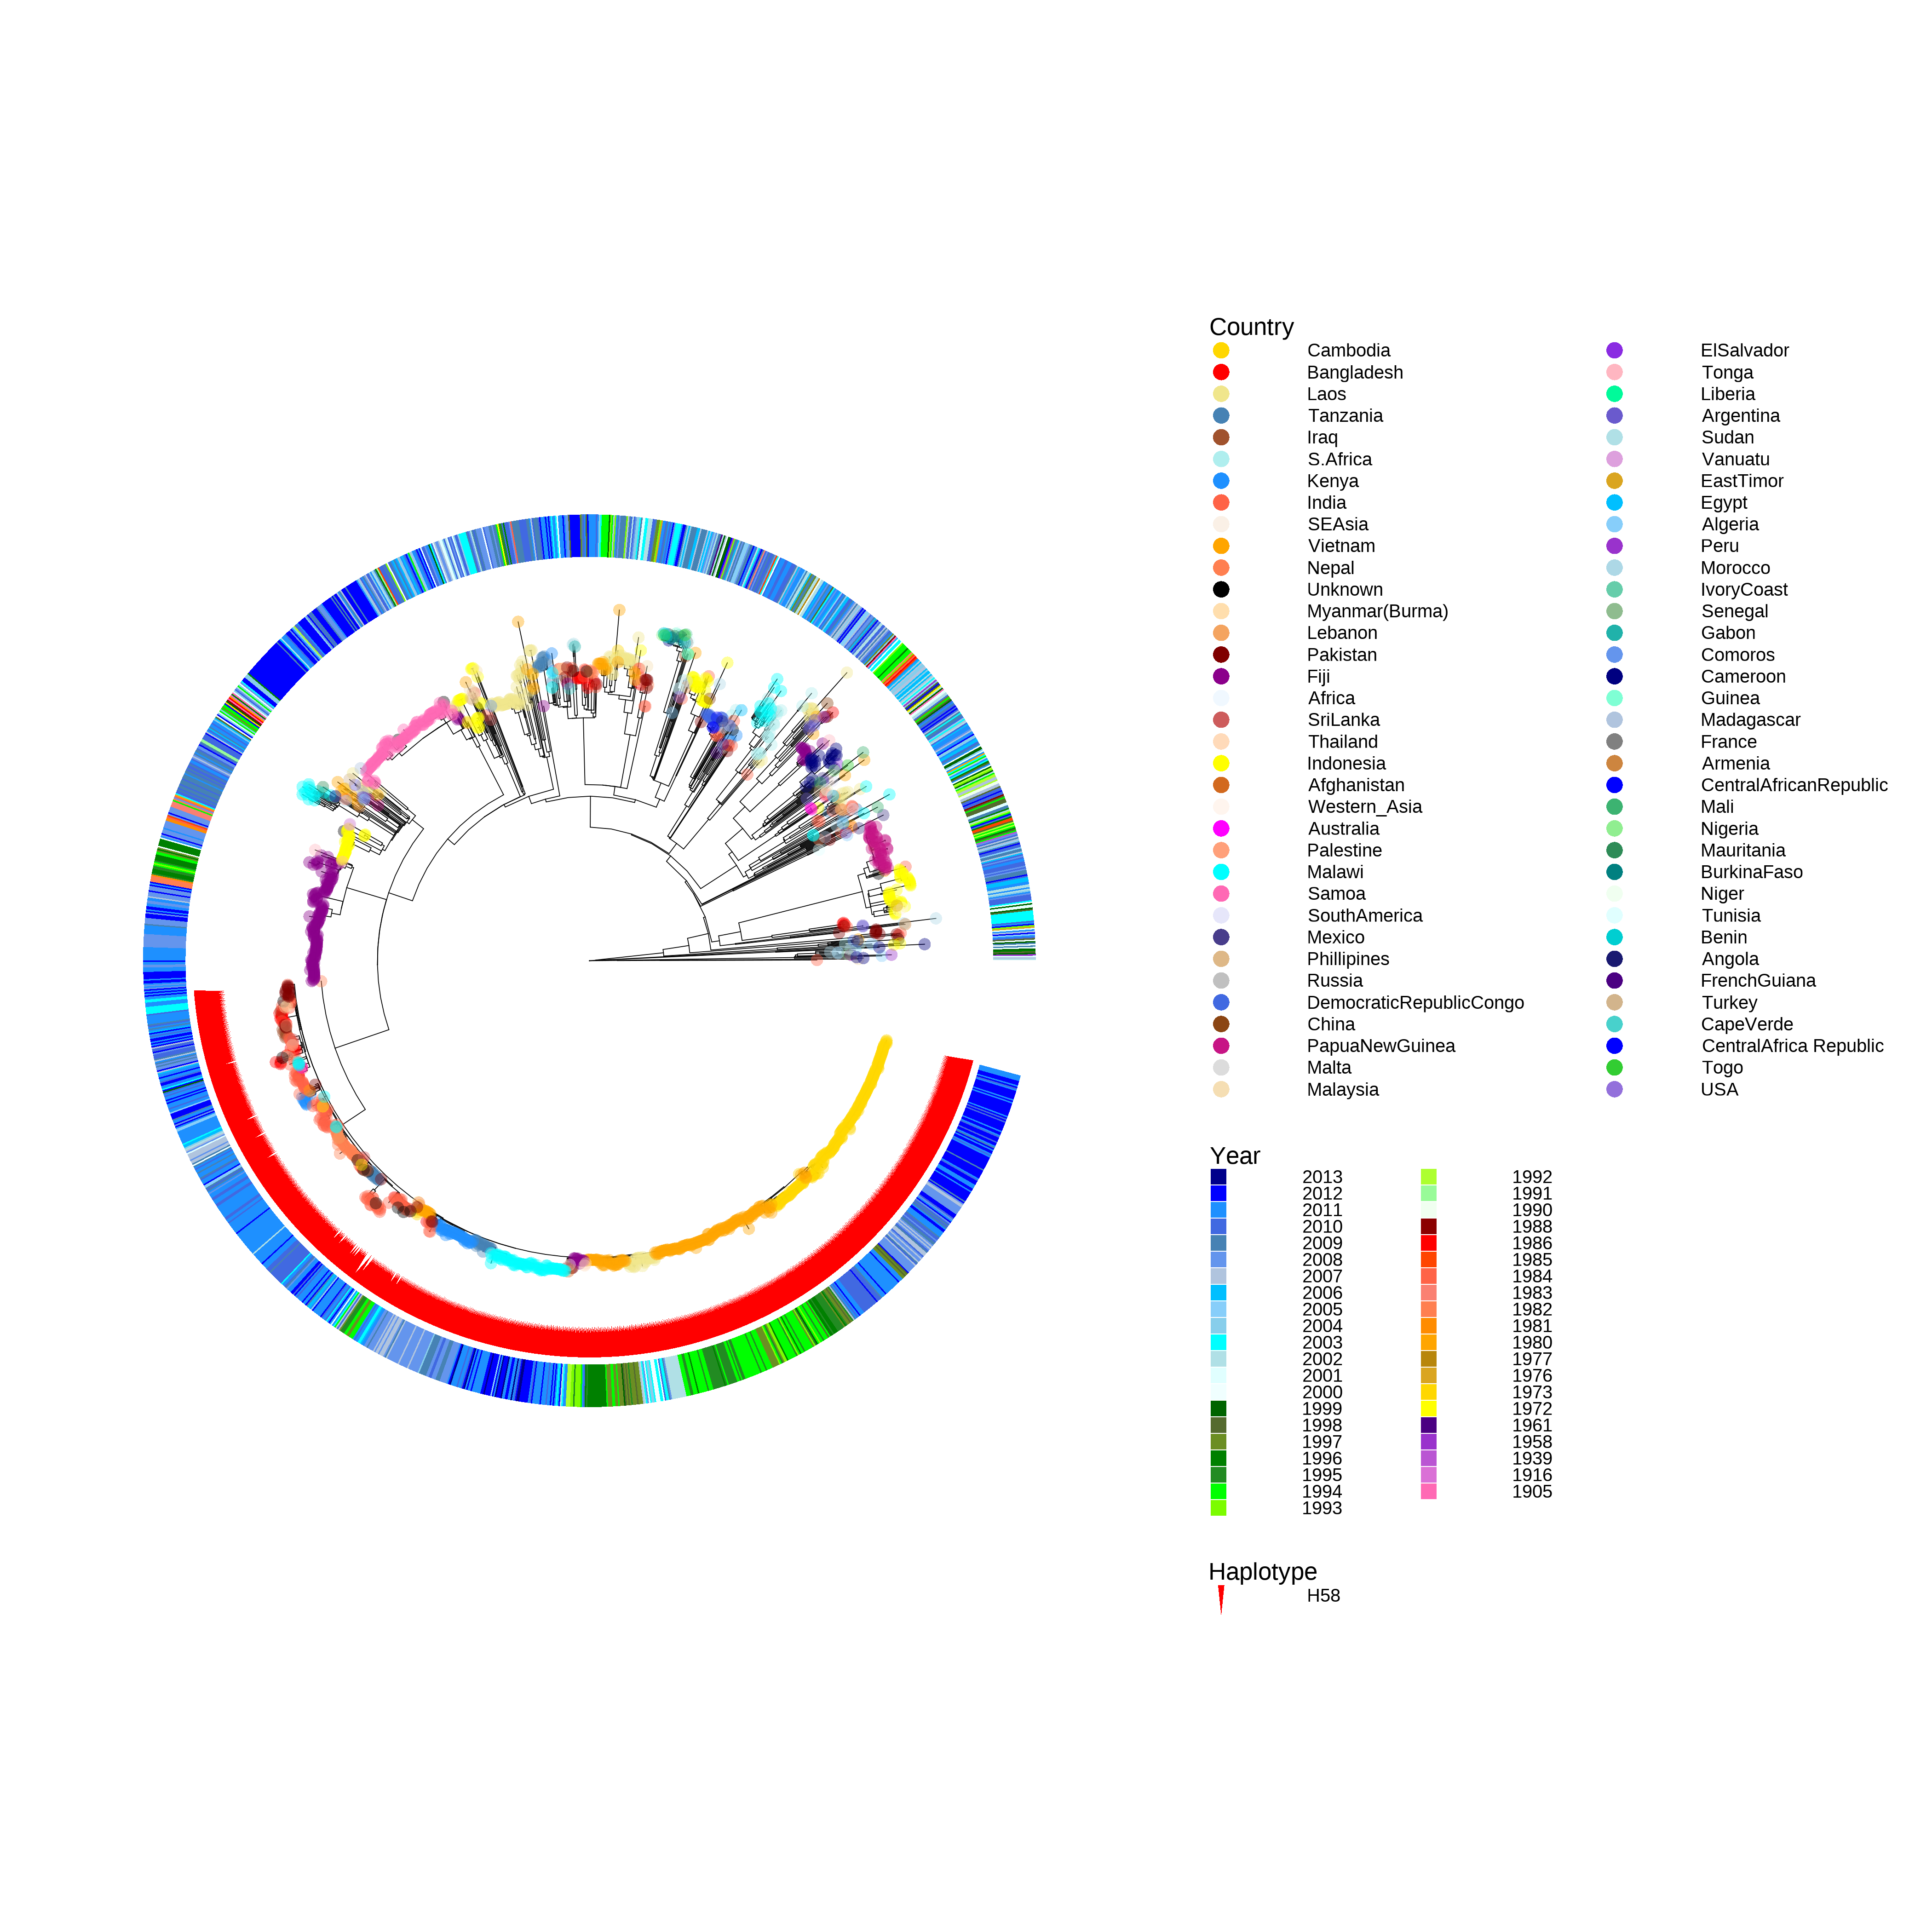 Country
Cambodia
Bangladesh
Laos
Tanzania
Iraq
S.Africa
Kenya
India
SEAsia
Vietnam
Nepal
Unknown
Myanmar(Burma)
Lebanon
Pakistan
Fiji
Africa
SriLanka
Thailand
Indonesia
Afghanistan
Western_Asia
Australia
Palestine
Malawi
Samoa
SouthAmerica
Mexico
Phillipines
Russia
DemocraticRepublicCongo
China
PapuaNewGuinea
Malta
Malaysia
ElSalvador
Tonga
Liberia
Argentina
Sudan
Vanuatu
EastTimor
Egypt
Algeria
Peru
Morocco
IvoryCoast
Senegal
Gabon
Comoros
Cameroon
Guinea
Madagascar
France
Armenia
CentralAfricanRepublic
Mali
Nigeria
Mauritania
BurkinaFaso
Niger
Tunisia
Benin
Angola
FrenchGuiana
Turkey
CapeVerde
CentralAfrica Republic
Togo
USA
Year
2013
2012
2011
2010
2009
2008
2007
2006
2005
2004
2003
2002
2001
2000
1999
1998
1997
1996
1995
1994
1993
1992
1991
1990
1988
1986
1985
1984
1983
1982
1981
1980
1977
1976
1973
1972
1961
1958
1939
1916
1905
Haplotype
H58